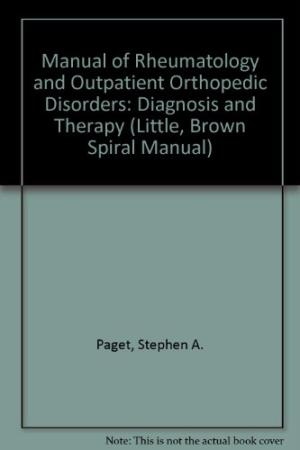 Manual of Rheumatology
and Outpatient Orthopedic
Disorders: Diagnosis and
Therapy (Little, Brown
Spiral Manual)
Paget, Stephen A.
Note: This is not the actual book cover